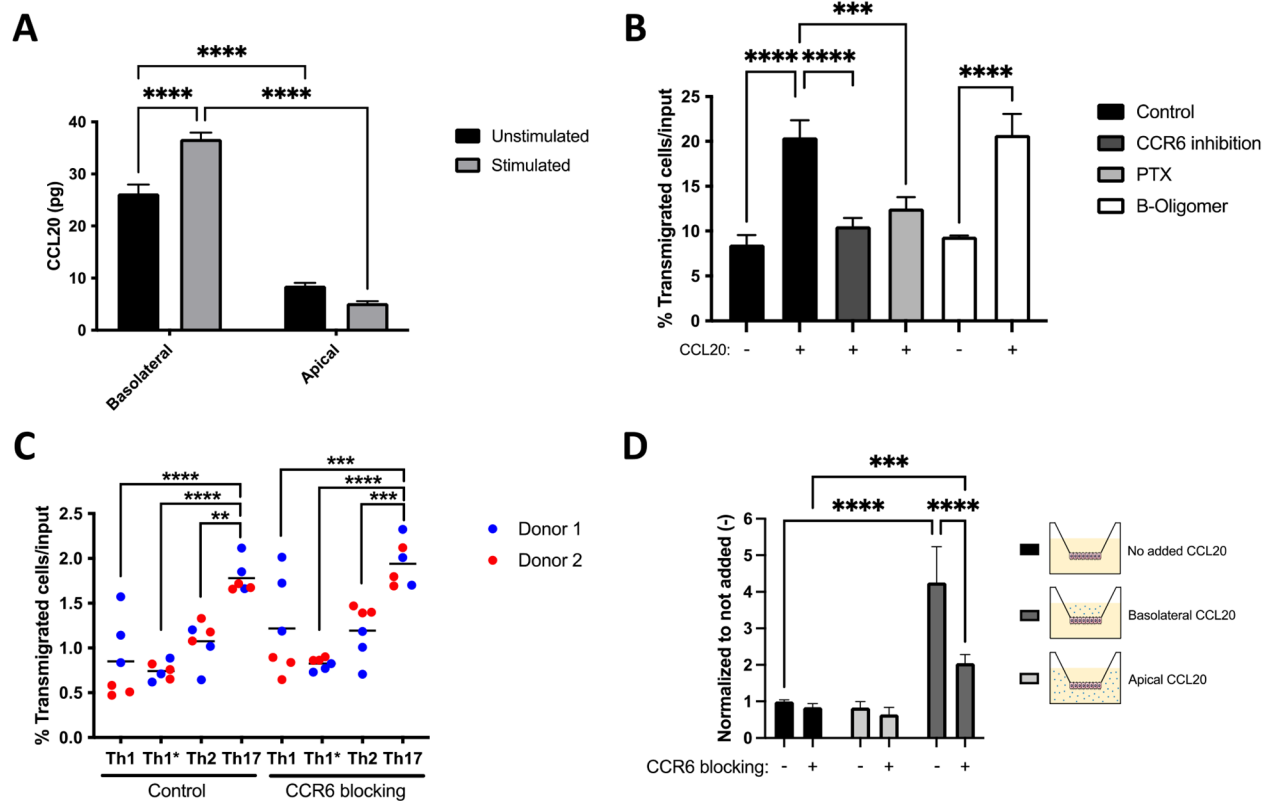 A
****
****
****
40
30
20
10
0
CCL20 (pg)
Basolateral
Apical
Unstimulated
Stimulated
B
***
**** ****
****
25
20
15
10
5
0
% Transmigrated cells/input
CCL20: - + + + - +
Control
CCR6 inhibition
PTX
B-Oligomer
C
****
****
**
***
****
***
2.5
2.0
1.5
1.0
0.5
0.0
% Transmigrated cells/input
Th1 Th1* Th2 Th17 Th1 Th1* Th2 Th17
Control CCR6 blocking
Donor 1
Donor 2
D
***
**** ****
6
5
4
3
2
1
0
Normalized to not added (-)
CCR6 blocking: - + - + - +
No added CCL20
Basolateral CCL20
Apical CCL20